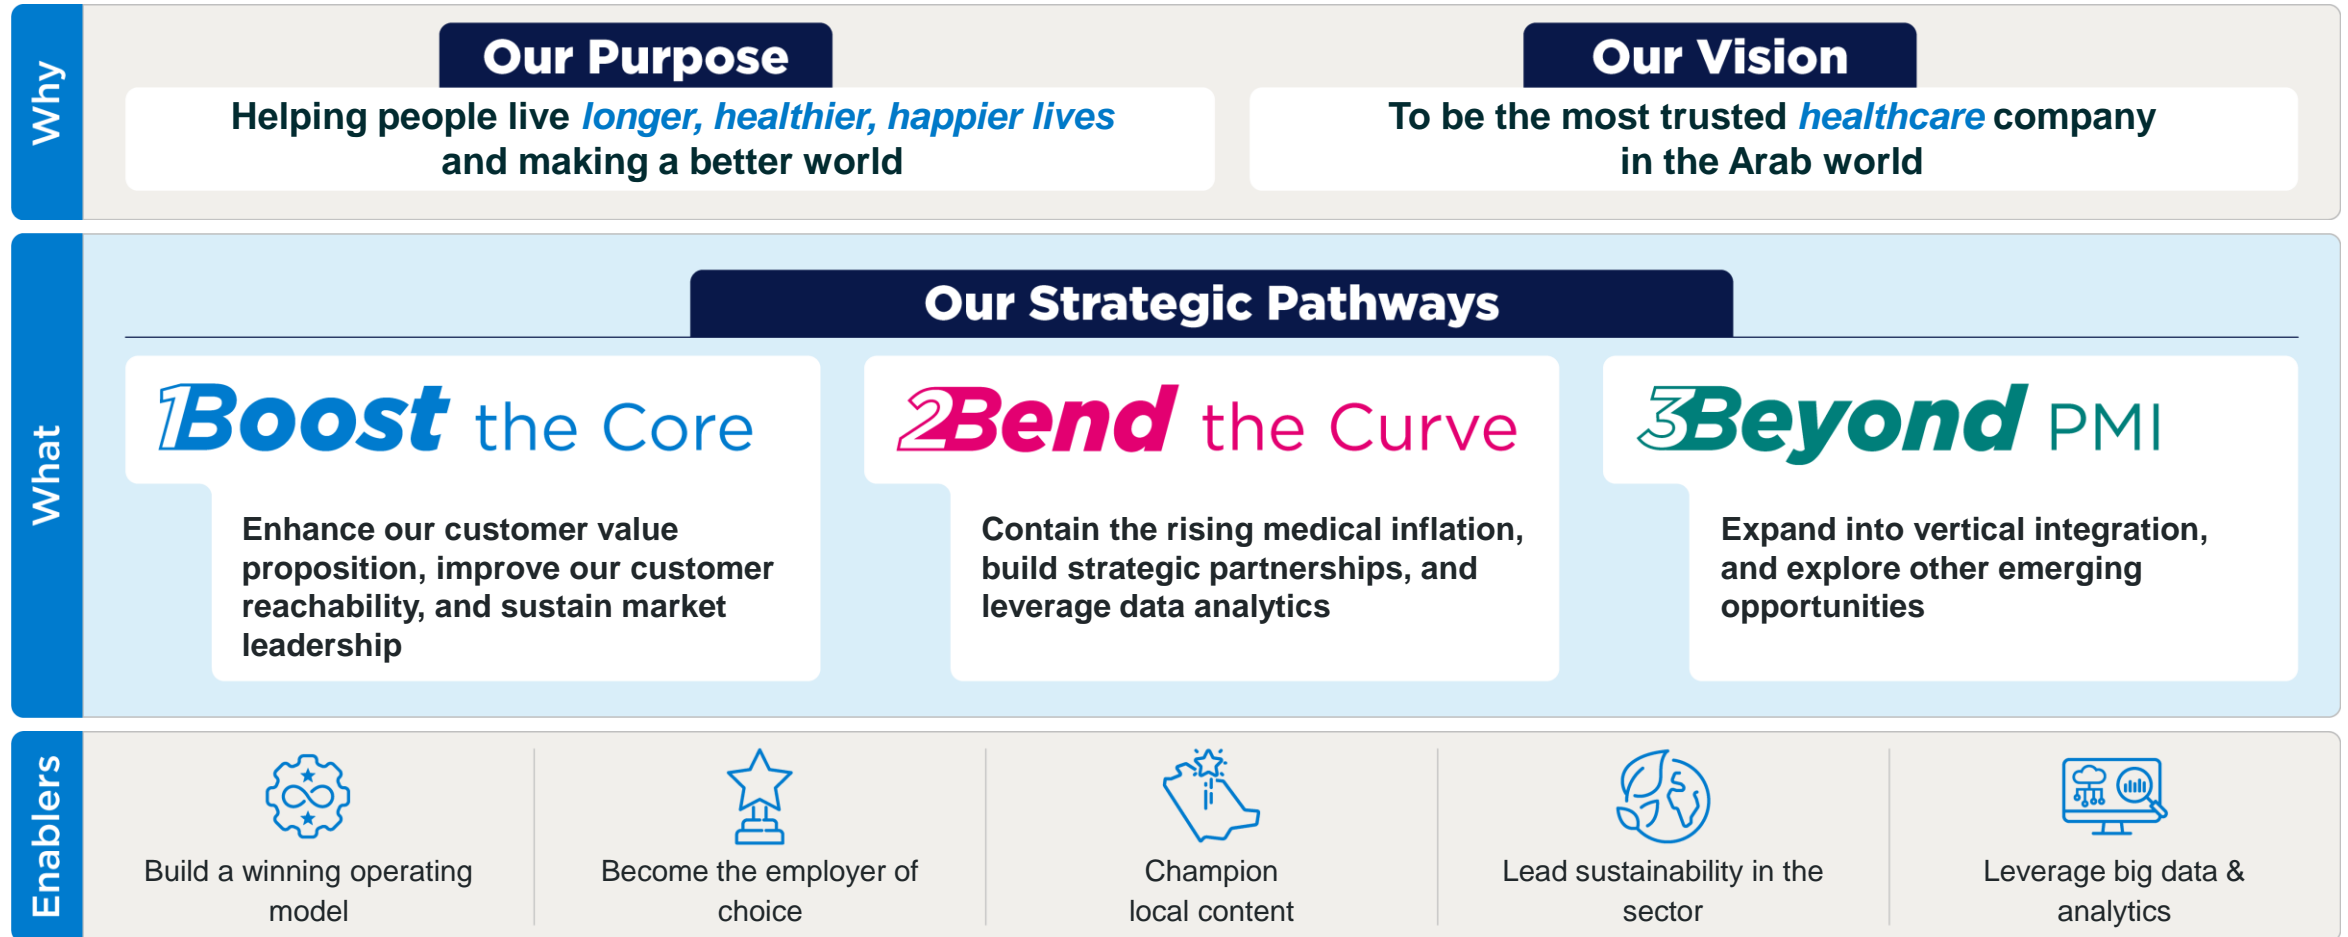 Why
Our Purpose
Helping people live longer, healthier, happier lives
and making a better world
Our Vision
To be the most trusted healthcare company
in the Arab world
What
Our Strategic Pathways
1Boost the Core
Enhance our customer value
proposition, improve our customer
reachability, and sustain market
leadership
2Bend the Curve
Contain the rising medical inflation,
build strategic partnerships, and
leverage data analytics
3Beyond PMI
Expand into vertical integration,
and explore other emerging
opportunities
Enablers
Build a winning operating
model
Become the employer of
choice
Champion
local content
Lead sustainability in the
sector
Leverage big data &
analytics